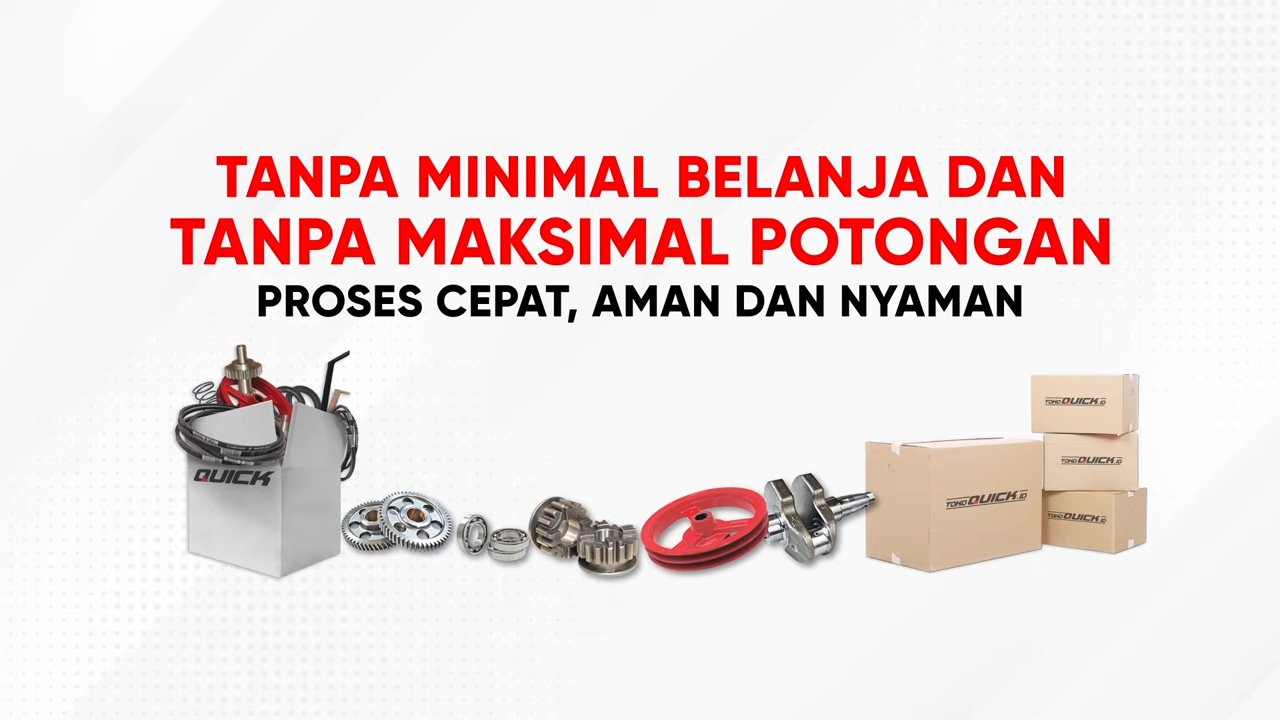 TANPA MINIMAL BELANJA DAN
TANPA MAKSIMAL POTONGAN
PROSES CEPAT, AMAN DAN NYAMAN
QUICK
TOKOQUICK.ID
TOKOQUICK.ID
TOKOQUICK.ID
TOKOQUICK.ID